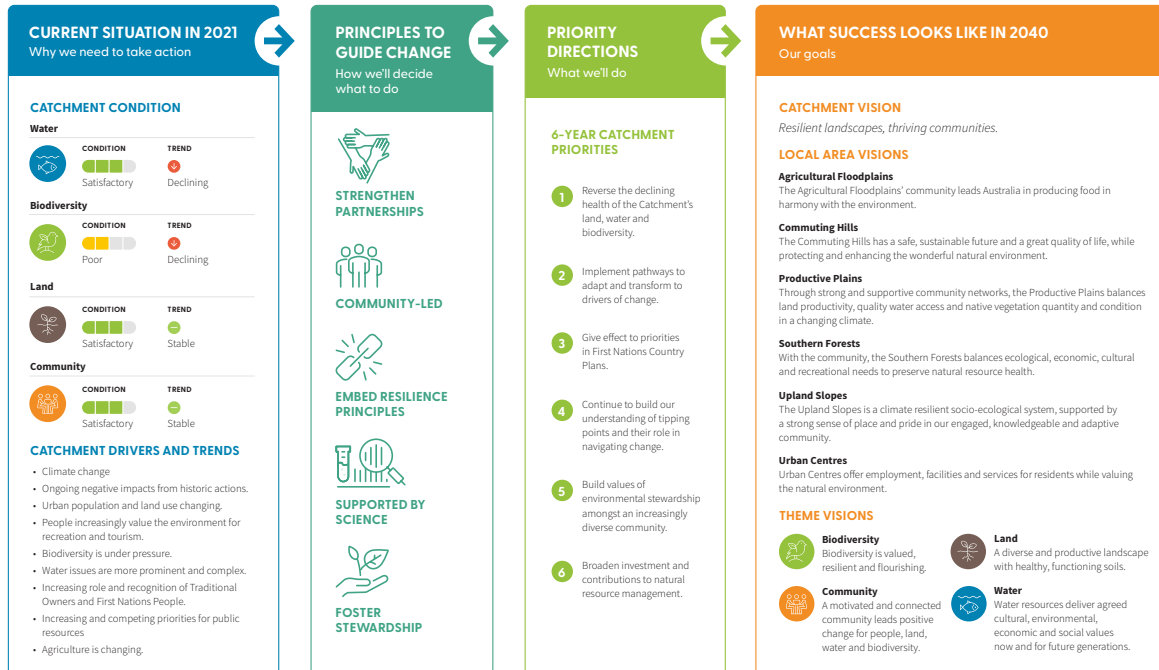 CURRENT SITUATION IN 2021
Why we need to take action
CATCHMENT CONDITION
Water
CONDITION
TREND
Satisfactory
Declining
Biodiversity
CONDITION
TREND
Poor
Declining
Land
CONDITION
TREND
Satisfactory
Stable
Community
CONDITION
TREND
Satisfactory
Stable
CATCHMENT DRIVERS AND TRENDS
• Climate change
• Ongoing negative impacts from historic actions.
• Urban population and land use changing.
• People increasingly value the environment for
recreation and tourism.
• Biodiversity is under pressure.
• Water issues are more prominent and complex.
• Increasing role and recognition of Traditional
Owners and First Nations People.
• Increasing and competing priorities for public
resources
• Agriculture is changing.
PRINCIPLES TO
GUIDE CHANGE
How we'll decide
what to do
STRENGTHEN
PARTNERSHIPS
COMMUNITY-LED
EMBED RESILIENCE
PRINCIPLES
SUPPORTED BY
SCIENCE
FOSTER
STEWARDSHIP
PRIORITY
DIRECTIONS
What we'll do
6-YEAR CATCHMENT
PRIORITIES
1
Reverse the declining
health of the Catchment's
land, water and
biodiversity.
2
Implement pathways to
adapt and transform to
drivers of change.
3
Give effect to priorities
in First Nations Country
Plans.
4
Continue to build our
understanding of tipping
points and their role in
navigating change.
5
Build values of
environmental stewardship
amongst an increasingly
diverse community.
6
Broaden investment and
contributions to natural
resource management.
WHAT SUCCESS LOOKS LIKE IN 2040
Our goals
CATCHMENT VISION
Resilient landscapes, thriving communities.
LOCAL AREA VISIONS
Agricultural Floodplains
The Agricultural Floodplains' community leads Australia in producing food in
harmony with the environment.
Commuting Hills
The Commuting Hills has a safe, sustainable future and a great quality of life, while
protecting and enhancing the wonderful natural environment.
Productive Plains
Through strong and supportive community networks, the Productive Plains balances
land productivity, quality water access and native vegetation quantity and condition
in a changing climate.
Southern Forests
With the community, the Southern Forests balances ecological, economic, cultural
and recreational needs to preserve natural resource health.
Upland Slopes
The Upland Slopes is a climate resilient socio-ecological system, supported by
a strong sense of place and pride in our engaged, knowledgeable and adaptive
community.
Urban Centres
Urban Centres offer employment, facilities and services for residents while valuing
the natural environment.
THEME VISIONS
Biodiversity
Biodiversity is valued,
resilient and flourishing.
Land
A diverse and productive landscape
with healthy, functioning soils.
Community
A motivated and connected
community leads positive
change for people, land,
water and biodiversity.
Water
Water resources deliver agreed
cultural, environmental,
economic and social values
now and for future generations.